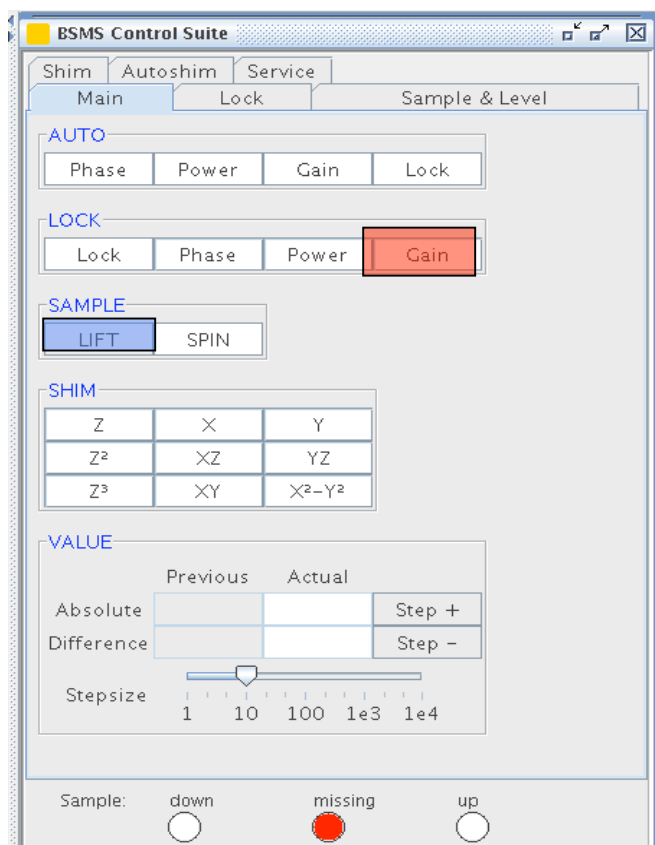 BSMS Control Suite
Shim Autoshim Service
Main Lock Sample & Level
AUTO
Phase Power Gain Lock
LOCK
Lock Phase Power Gain
SAMPLE
LIFT SPIN
SHIM
Z X Y
Z² XZ YZ
Z³ XY X²-Y²
VALUE
Previous Actual
Absolute Step +
Difference Step -
Stepsize
1 10 100 1e3 1e4
Sample: down missing up